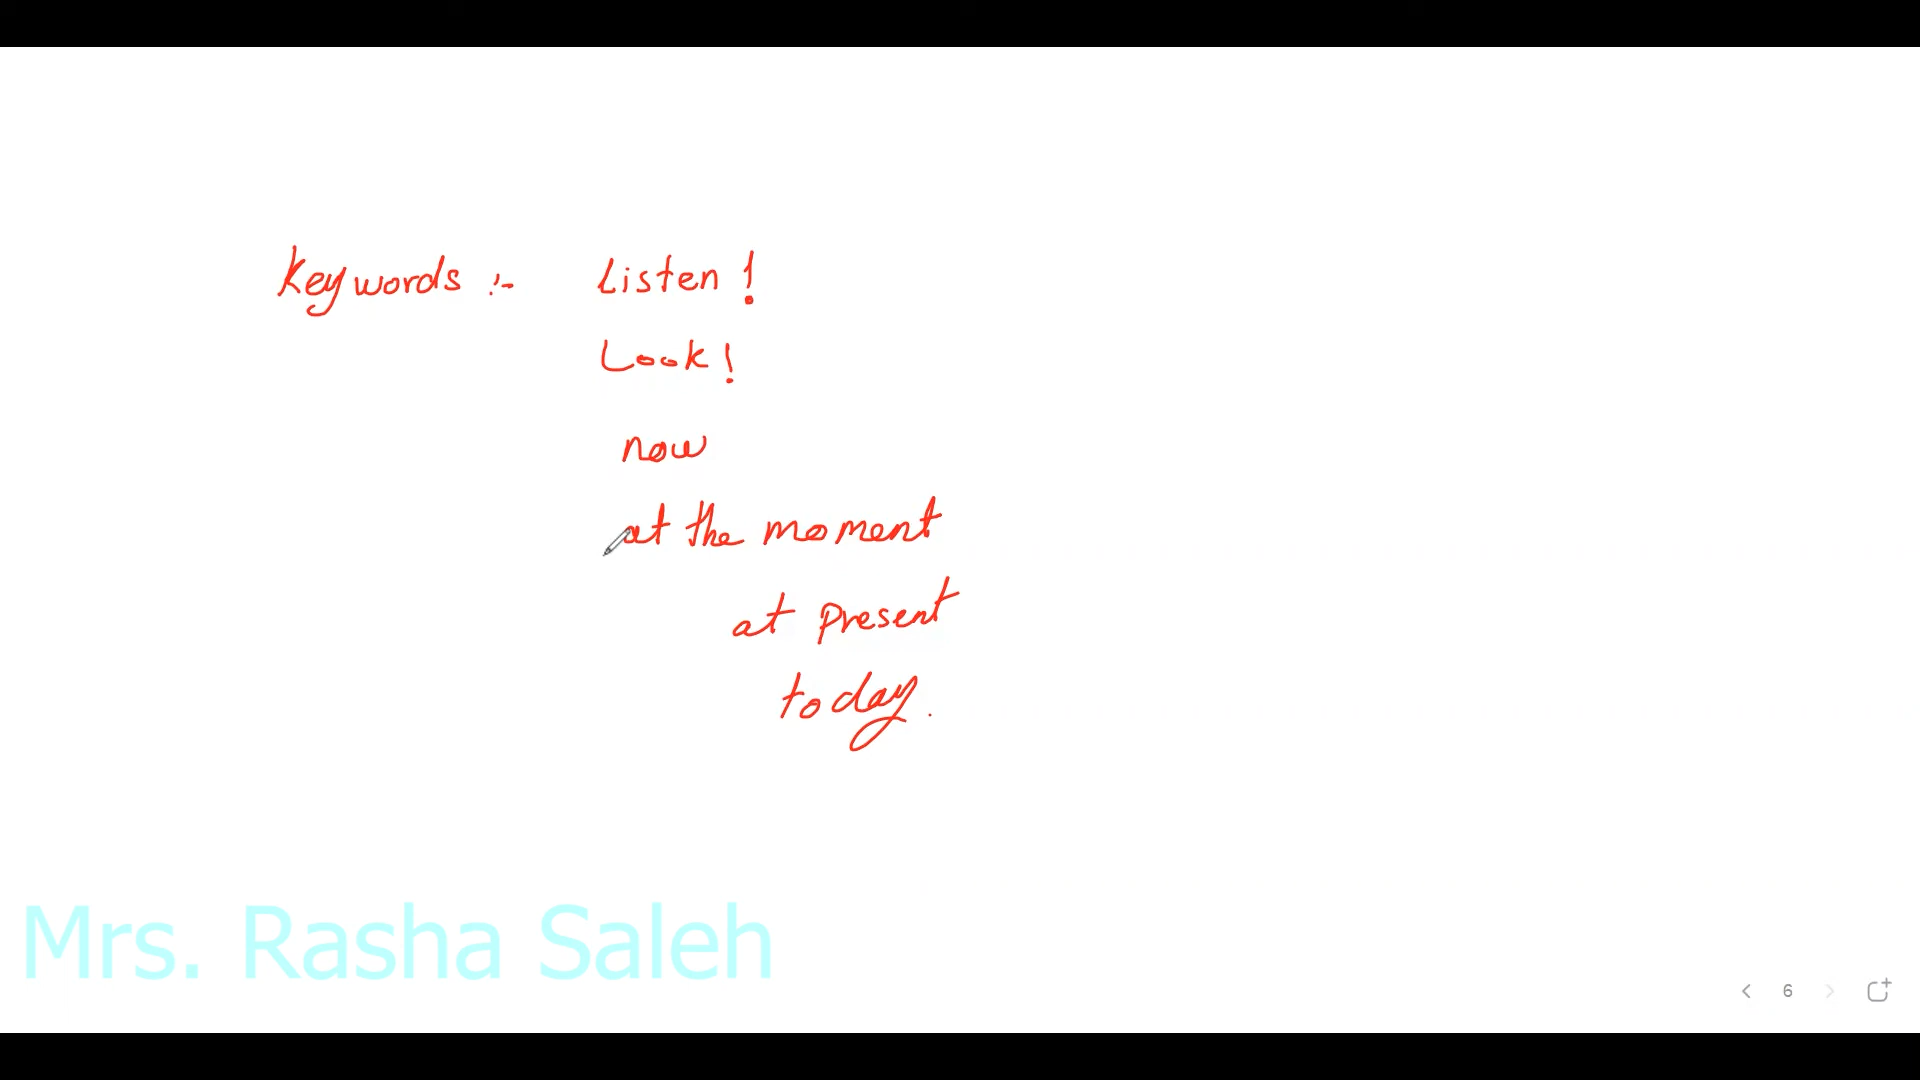 Keywords :- Listen !
Look !
now
at the moment
at present
today.
Mrs. Rasha Saleh
6